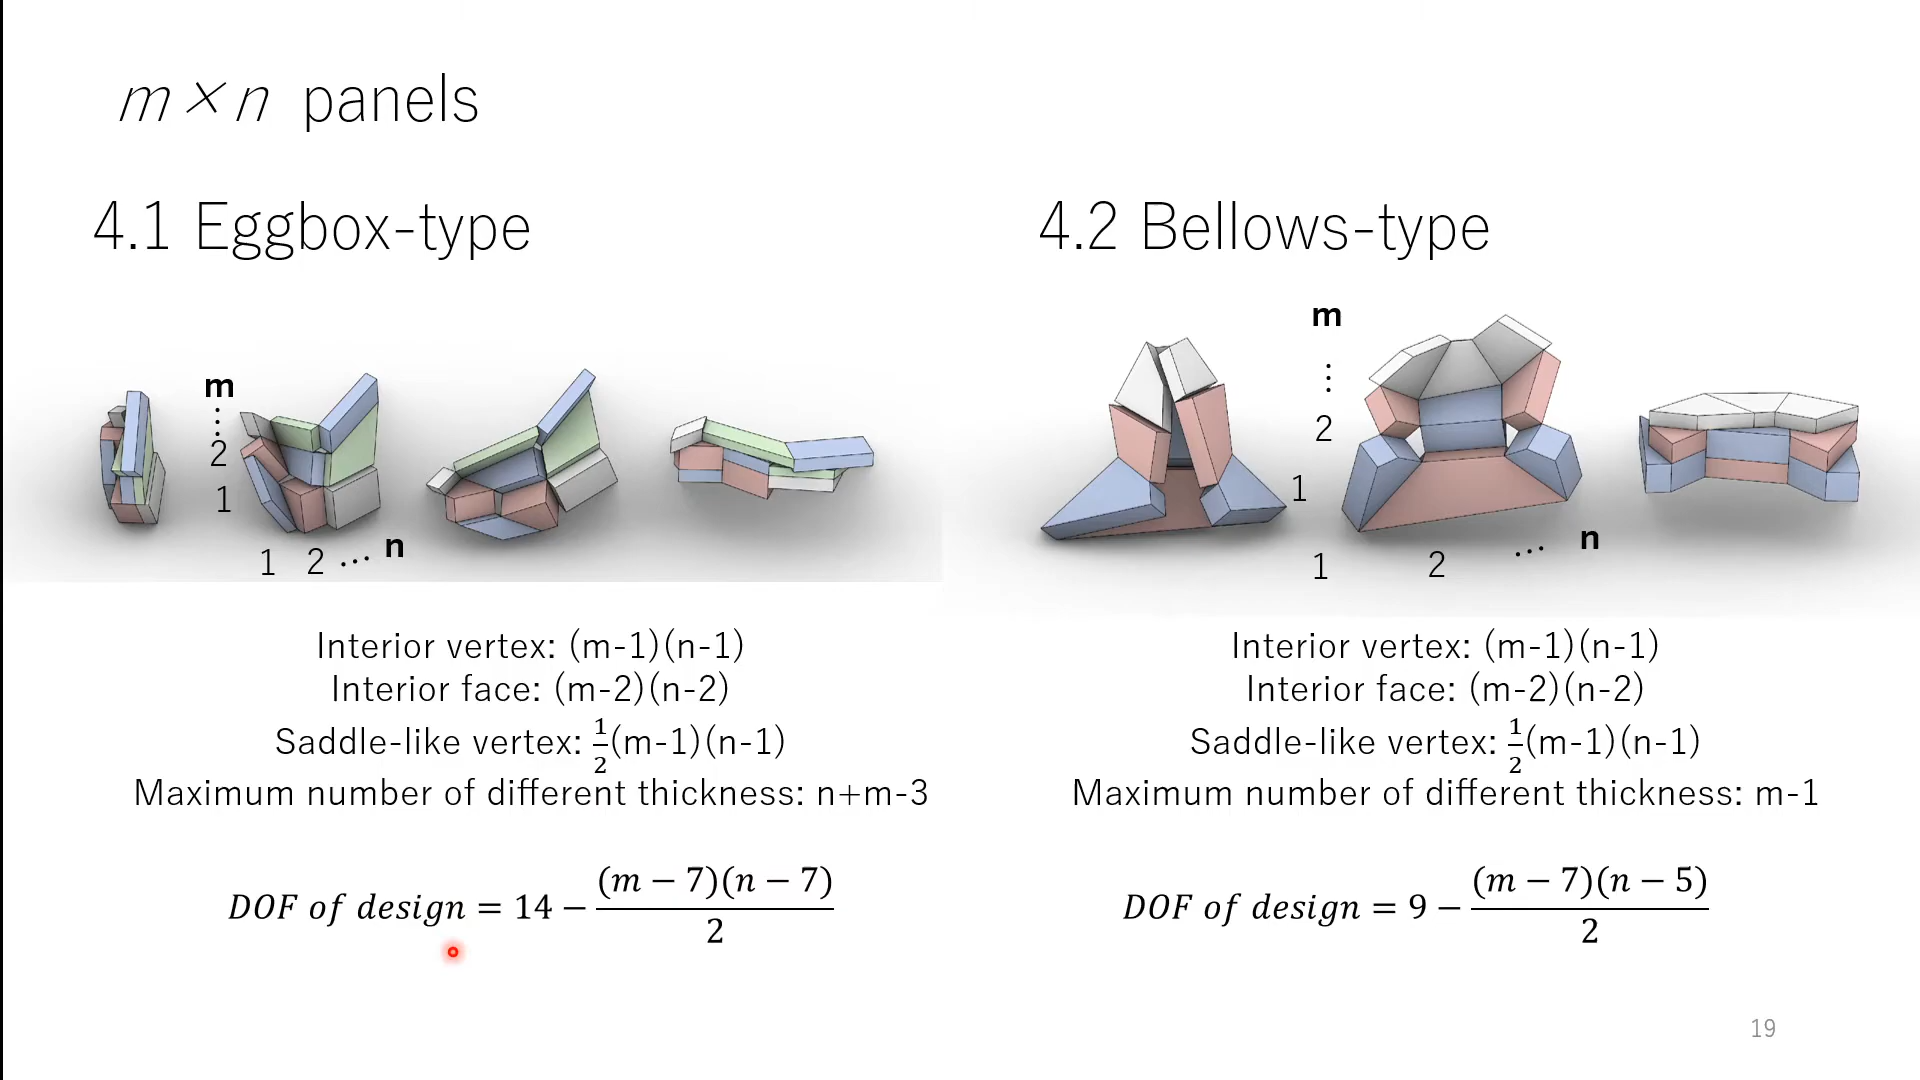 m×n panels
4.1 Eggbox-type
m
⋮
2
1
1 2 ... n
Interior vertex: (m-1)(n-1)
Interior face: (m-2)(n-2)
Saddle-like vertex: 1/2(m-1)(n-1)
Maximum number of different thickness: n+m-3
DOF of design = 14 − (m − 7)(n − 7)/2
4.2 Bellows-type
m
⋮
2
1
1 2 ... n
Interior vertex: (m-1)(n-1)
Interior face: (m-2)(n-2)
Saddle-like vertex: 1/2(m-1)(n-1)
Maximum number of different thickness: m-1
DOF of design = 9 − (m − 7)(n − 5)/2
19